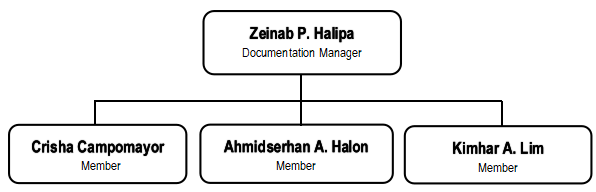 Zeinab P. Halipa
Documentation Manager
Crisha Campomayor
Member
Ahmidserhan A. Halon
Member
Kimhar A. Lim
Member